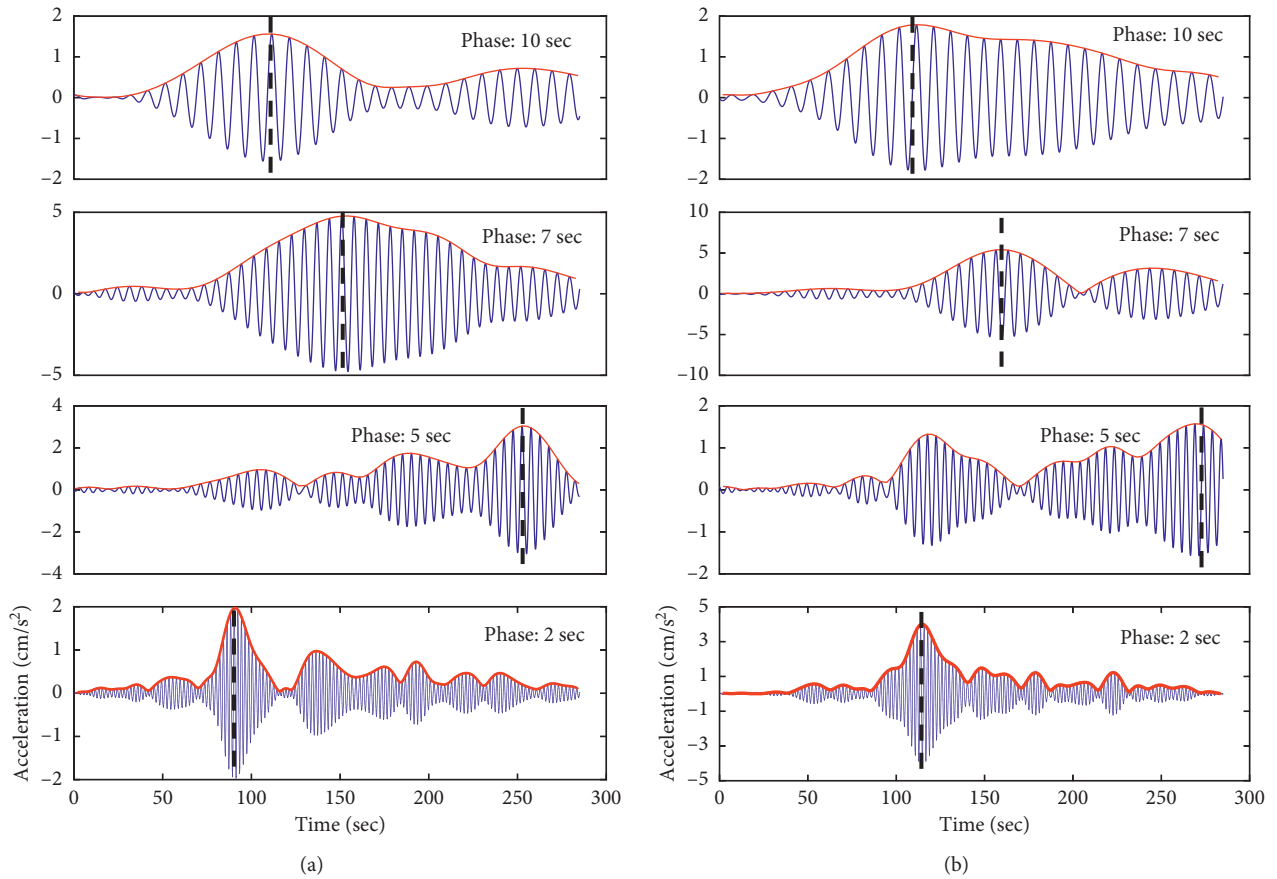 2
1
0
−1
−2
Phase: 10 sec
5
0
−5
Phase: 7 sec
4
2
0
−2
−4
Phase: 5 sec
2
1
0
−1
−2
Phase: 2 sec
Acceleration (cm/s²)
0 50 100 150 200 250 300
Time (sec)
(a)
2
1
0
−1
−2
Phase: 10 sec
10
5
0
−5
−10
Phase: 7 sec
2
1
0
−1
−2
Phase: 5 sec
5
3
1
−1
−3
−5
Phase: 2 sec
Acceleration (cm/s²)
0 50 100 150 200 250 300
Time (sec)
(b)